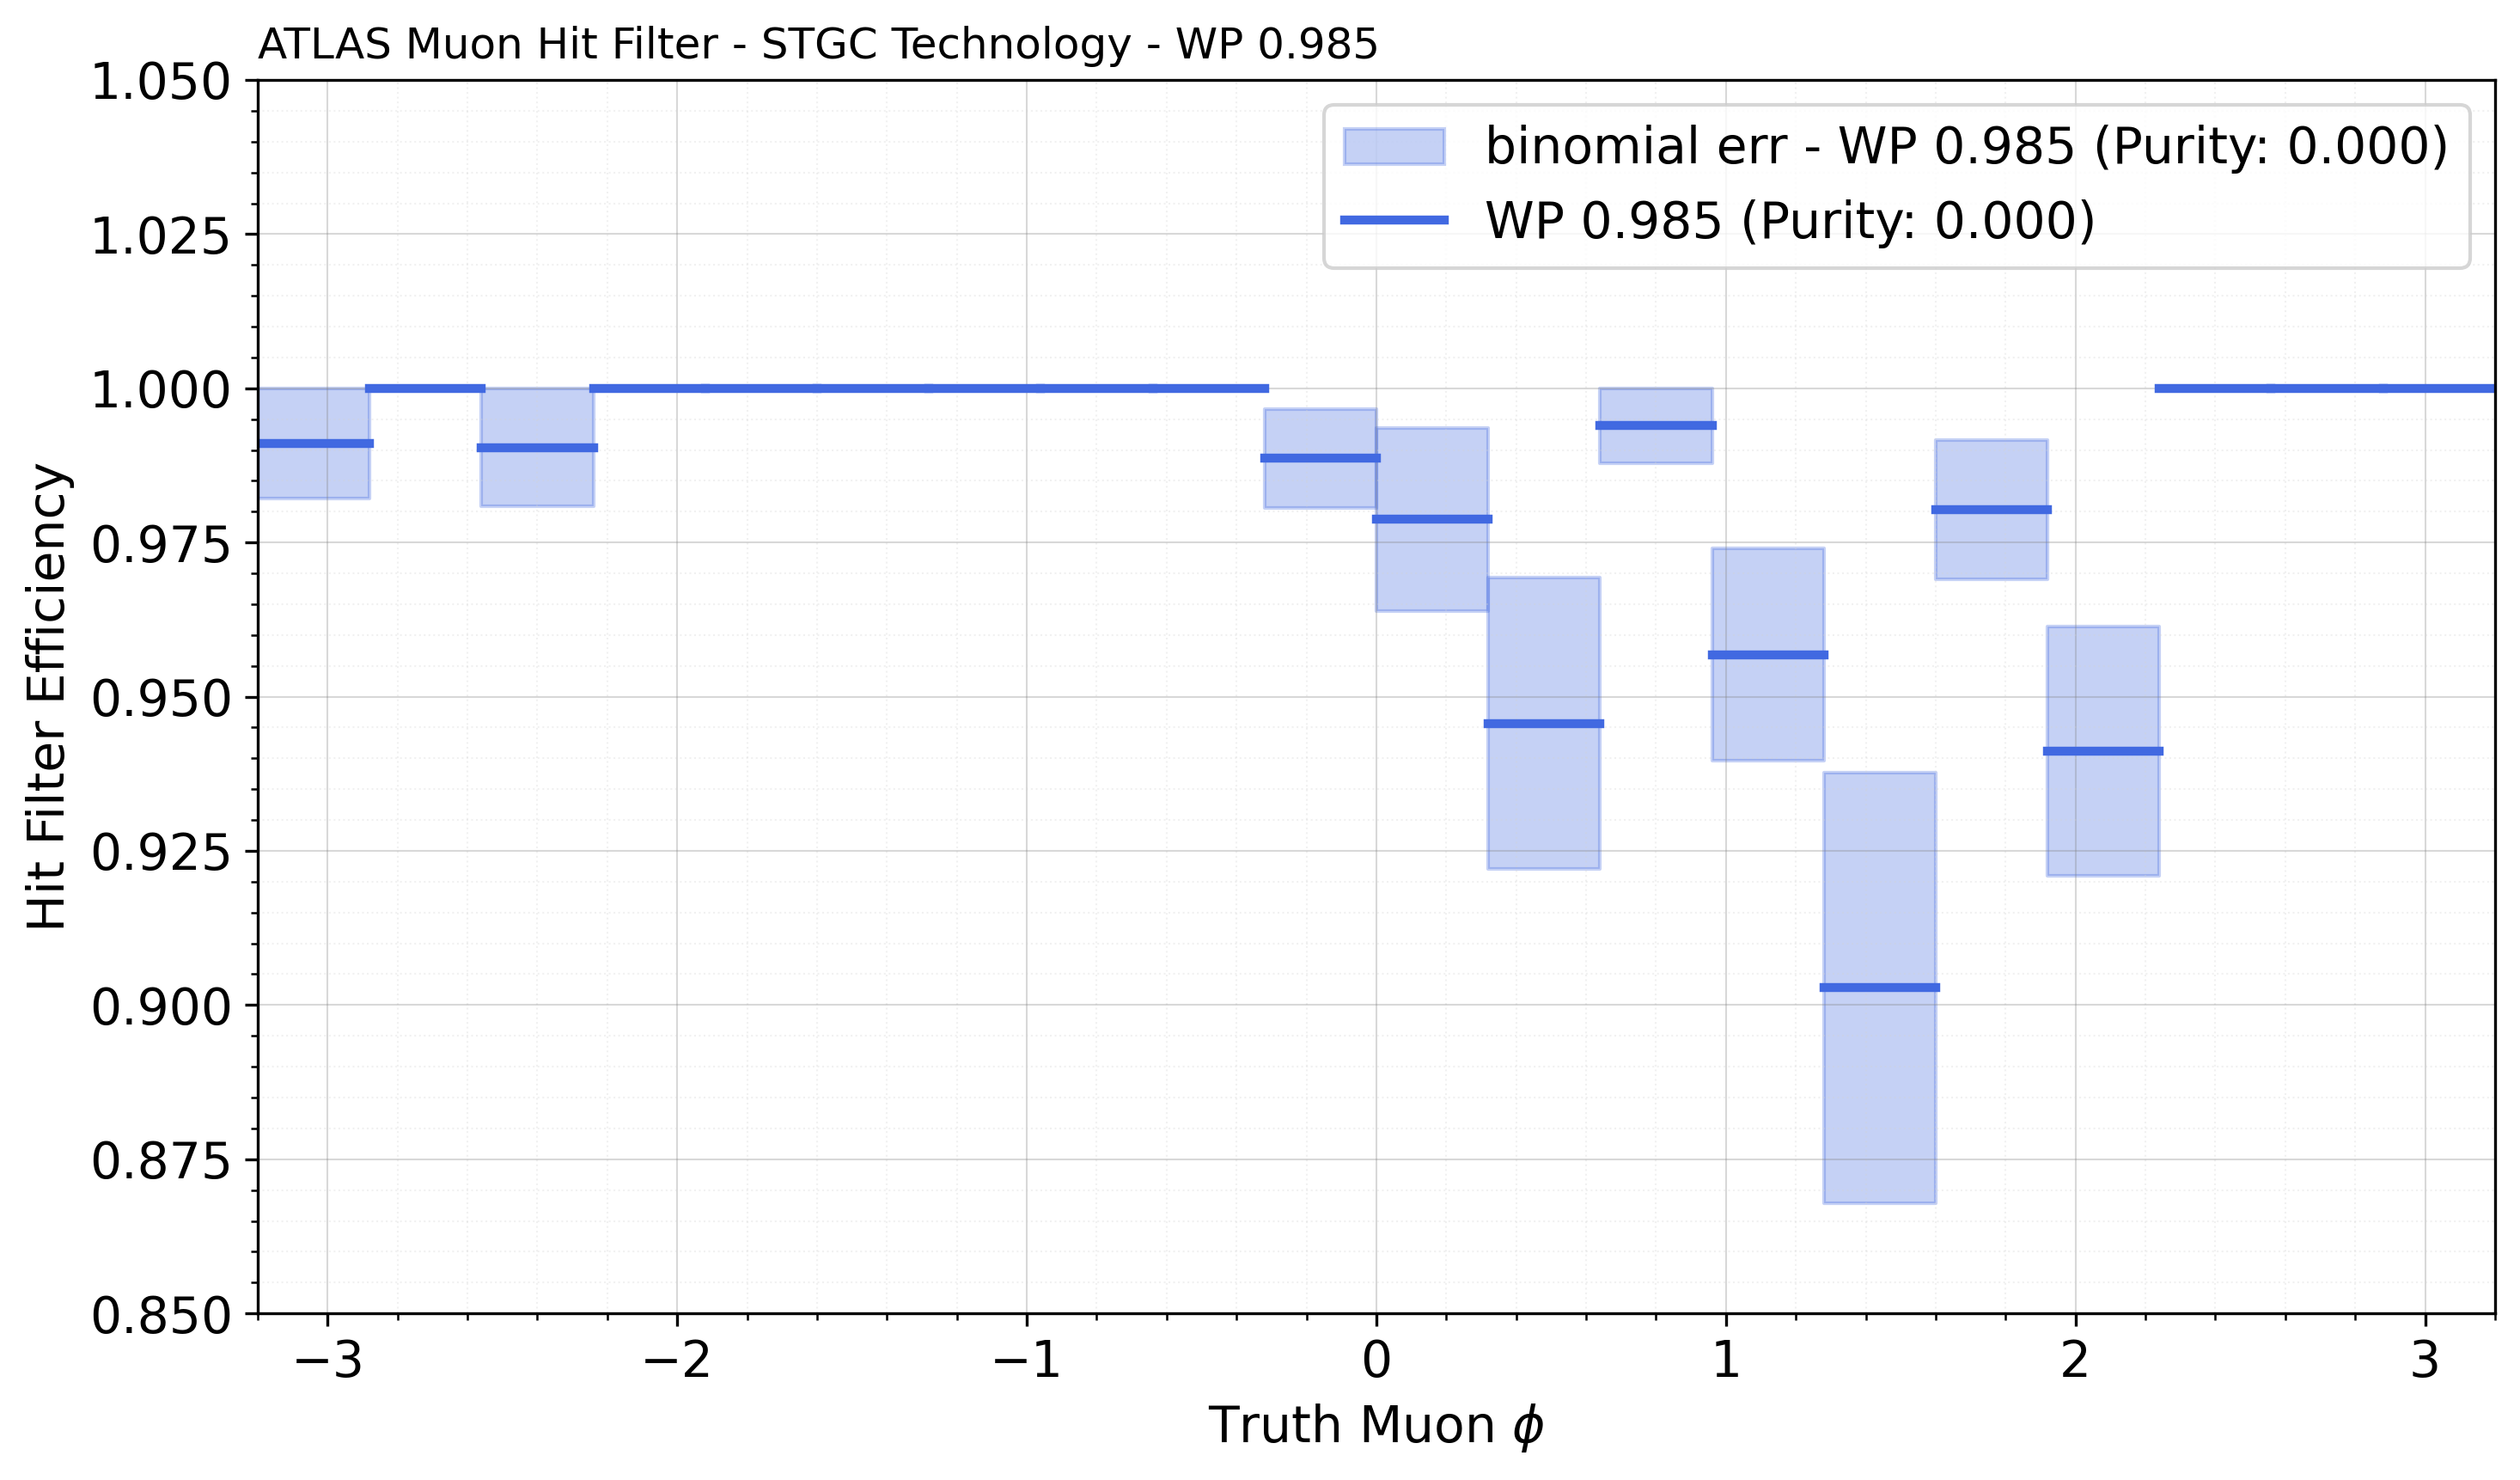 ATLAS Muon Hit Filter - STGC Technology - WP 0.985
1.050
1.025
1.000
0.975
0.950
0.925
0.900
0.875
0.850
Hit Filter Efficiency
binomial err - WP 0.985 (Purity: 0.000)
WP 0.985 (Purity: 0.000)
−3 −2 −1 0 1 2 3
Truth Muon ϕ